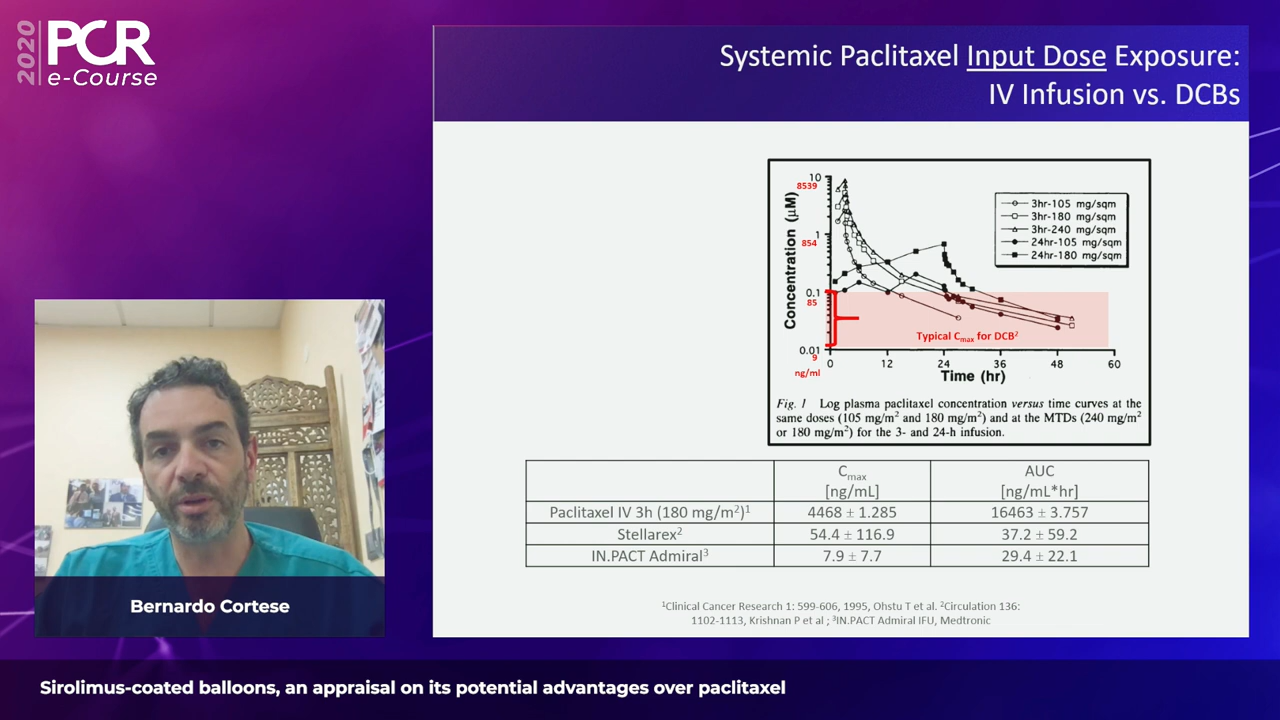 2020
PCR
e-Course
Systemic Paclitaxel Input Dose Exposure:
IV Infusion vs. DCBs
Concentration (μM)
10
8539
1
854
0.1
85
0.01
9
ng/ml
3hr-105 mg/sqm
3hr-180 mg/sqm
3hr-240 mg/sqm
24hr-105 mg/sqm
24hr-180 mg/sqm
Typical Cmax for DCB²
0 12 24 36 48 60
Time (hr)
Fig. 1 Log plasma paclitaxel concentration versus time curves at the
same doses (105 mg/m² and 180 mg/m²) and at the MTDs (240 mg/m²
or 180 mg/m²) for the 3- and 24-h infusion.
Cmax AUC
[ng/mL] [ng/mL*hr]
Paclitaxel IV 3h (180 mg/m²)¹ 4468 ± 1.285 16463 ± 3.757
Stellarex² 54.4 ± 116.9 37.2 ± 59.2
IN.PACT Admiral³ 7.9 ± 7.7 29.4 ± 22.1
¹Clinical Cancer Research 1: 599-606, 1995, Ohstu T et al. ²Circulation 136:
1102-1113, Krishnan P et al ; ³IN.PACT Admiral IFU, Medtronic
Bernardo Cortese
Sirolimus-coated balloons, an appraisal on its potential advantages over paclitaxel